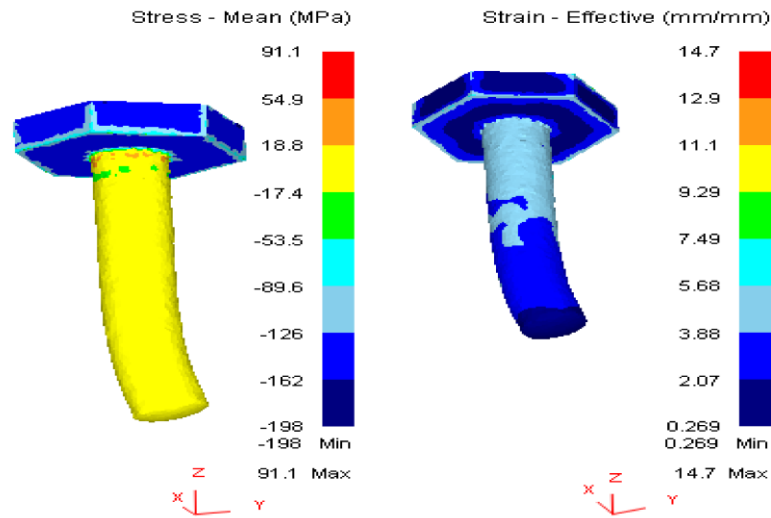 Stress - Mean (MPa)
91.1
54.9
18.8
-17.4
-53.5
-89.6
-126
-162
-198
-198 Min
91.1 Max
Z
X
Y
Strain - Effective (mm/mm)
14.7
12.9
11.1
9.29
7.49
5.68
3.88
2.07
0.269
0.269 Min
14.7 Max
Z
X
Y